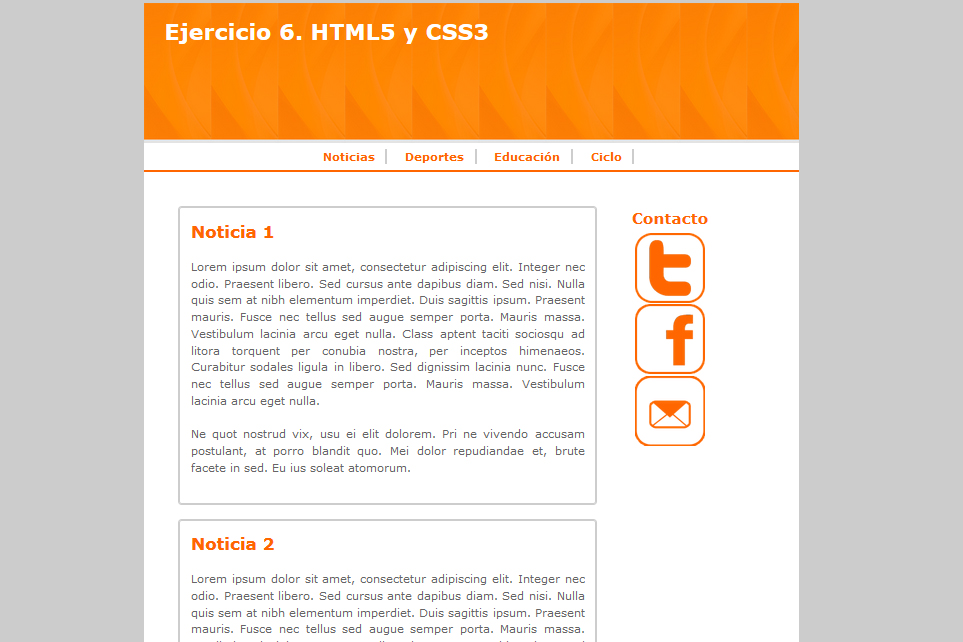 Ejercicio 6. HTML5 y CSS3
Noticias Deportes Educación Ciclo
Noticia 1
Lorem ipsum dolor sit amet, consectetur adipiscing elit. Integer nec
odio. Praesent libero. Sed cursus ante dapibus diam. Sed nisi. Nulla
quis sem at nibh elementum imperdiet. Duis sagittis ipsum. Praesent
mauris. Fusce nec tellus sed augue semper porta. Mauris massa.
Vestibulum lacinia arcu eget nulla. Class aptent taciti sociosqu ad
litora torquent per conubia nostra, per inceptos himenaeos.
Curabitur sodales ligula in libero. Sed dignissim lacinia nunc. Fusce
nec tellus sed augue semper porta. Mauris massa. Vestibulum
lacinia arcu eget nulla.
Ne quot nostrud vix, usu ei elit dolorem. Pri ne vivendo accusam
postulant, at porro blandit quo. Mei dolor repudiandae et, brute
facete in sed. Eu ius soleat atomorum.
Contacto
t
f
Noticia 2
Lorem ipsum dolor sit amet, consectetur adipiscing elit. Integer nec
odio. Praesent libero. Sed cursus ante dapibus diam. Sed nisi. Nulla
quis sem at nibh elementum imperdiet. Duis sagittis ipsum. Praesent
mauris. Fusce nec tellus sed augue semper porta. Mauris massa.